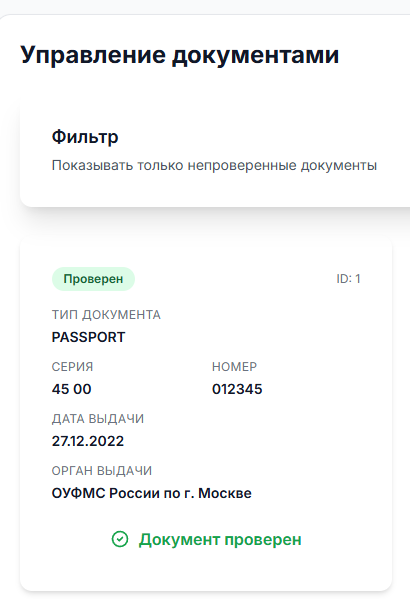 Управление документами
Фильтр
Показывать только непроверенные документы
Проверен ID: 1
ТИП ДОКУМЕНТА
PASSPORT
СЕРИЯ НОМЕР
45 00 012345
ДАТА ВЫДАЧИ
27.12.2022
ОРГАН ВЫДАЧИ
ОУФМС России по г. Москве
Документ проверен